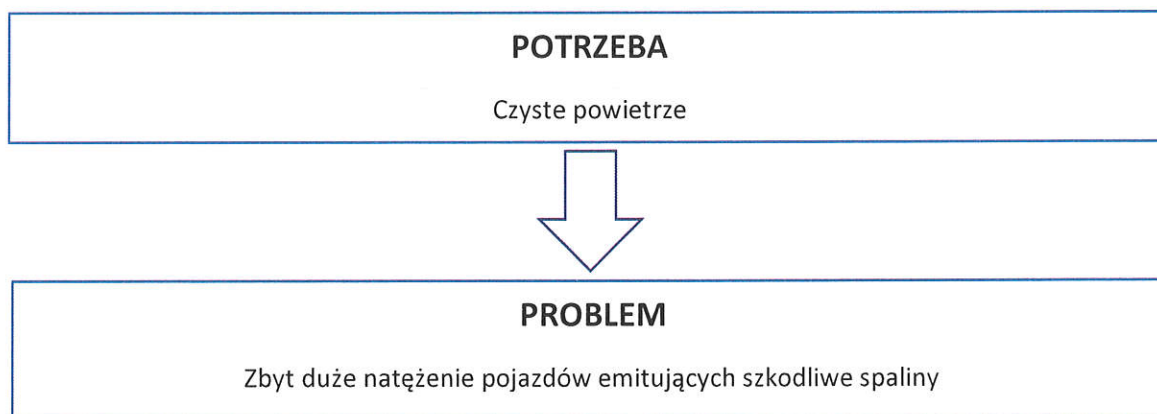 POTRZEBA
Czyste powietrze
PROBLEM
Zbyt duże natężenie pojazdów emitujących szkodliwe spaliny